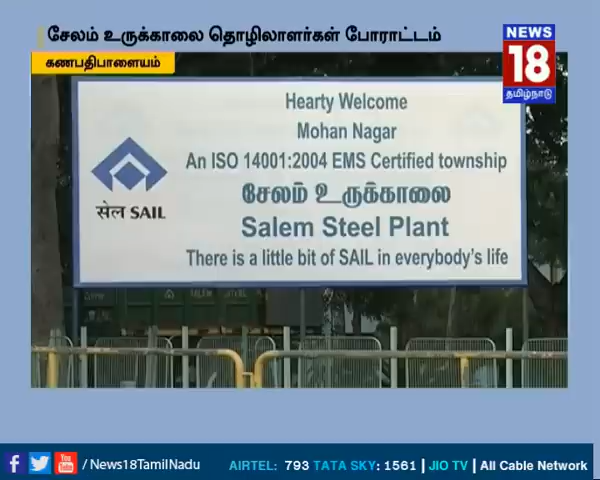 சேலம் உருக்காலை தொழிலாளர்கள் போராட்டம்
NEWS
18
தமிழ்நாடு
கணபதிபாளையம்
Hearty Welcome
Mohan Nagar
An ISO 14001:2004 EMS Certified township
சேலம் உருக்காலை
Salem Steel Plant
There is a little bit of SAIL in everybody's life
सेल SAIL
/News18TamilNadu
AIRTEL: 793 TATA SKY: 1561 | JIO TV | All Cable Network